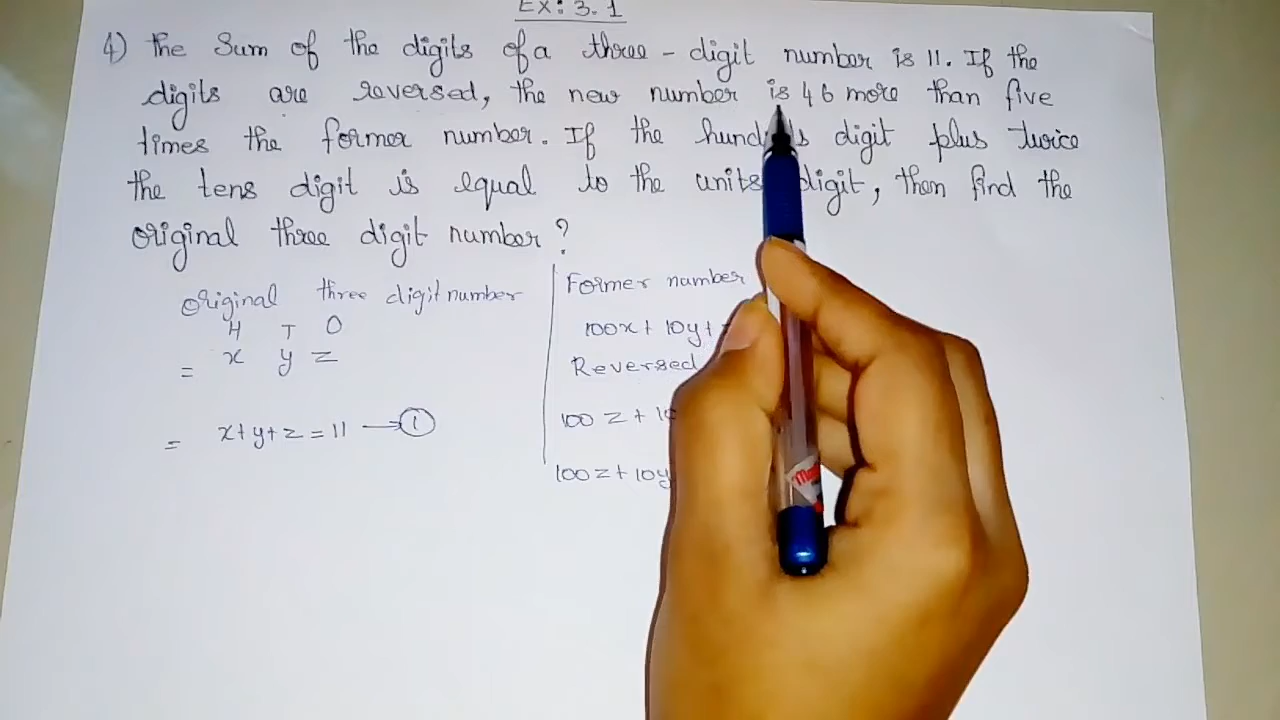 Ex: 3.1
4) the Sum of the digits of a three - digit number is 11. If the
digits are reversed, the new number is 46 more than five
times the former number. If the hundreds digit plus twice
the tens digit is equal to the units digit, then find the
original three digit number?
original three digit number
H T O
= x y z
= x+y+z = 11 → ①
Former number
100x + 10y+
Reversed
100 z + 10
100z + 10y